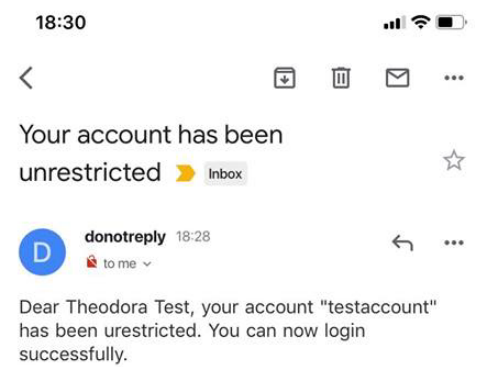 18:30
Your account has been
unrestricted Inbox
D
donotreply 18:28
to me
Dear Theodora Test, your account "testaccount"
has been urestricted. You can now login
successfully.